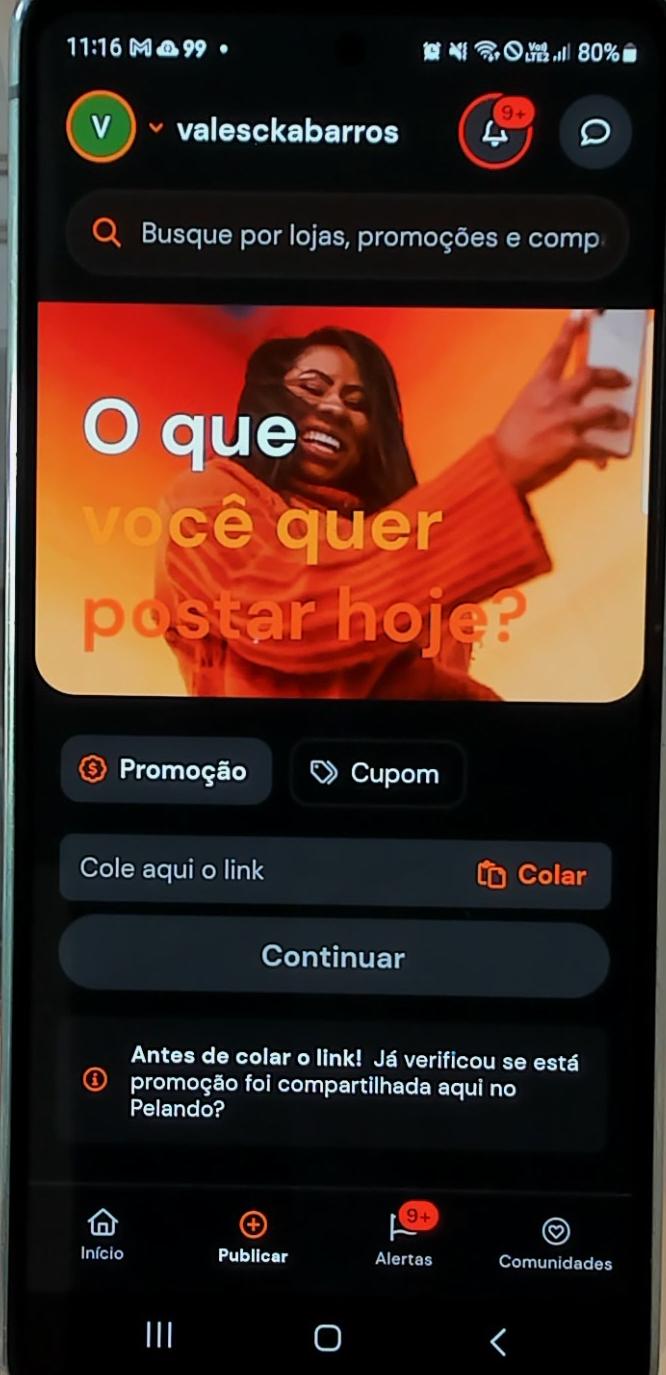 11:16 99 80%
V valesckabarros 9+
Busque por lojas, promoções e comp
O que
você quer
postar hoje?
Promoção Cupom
Cole aqui o link Colar
Continuar
Antes de colar o link! Já verificou se está
promoção foi compartilhada aqui no
Pelando?
9+
Início Publicar Alertas Comunidades